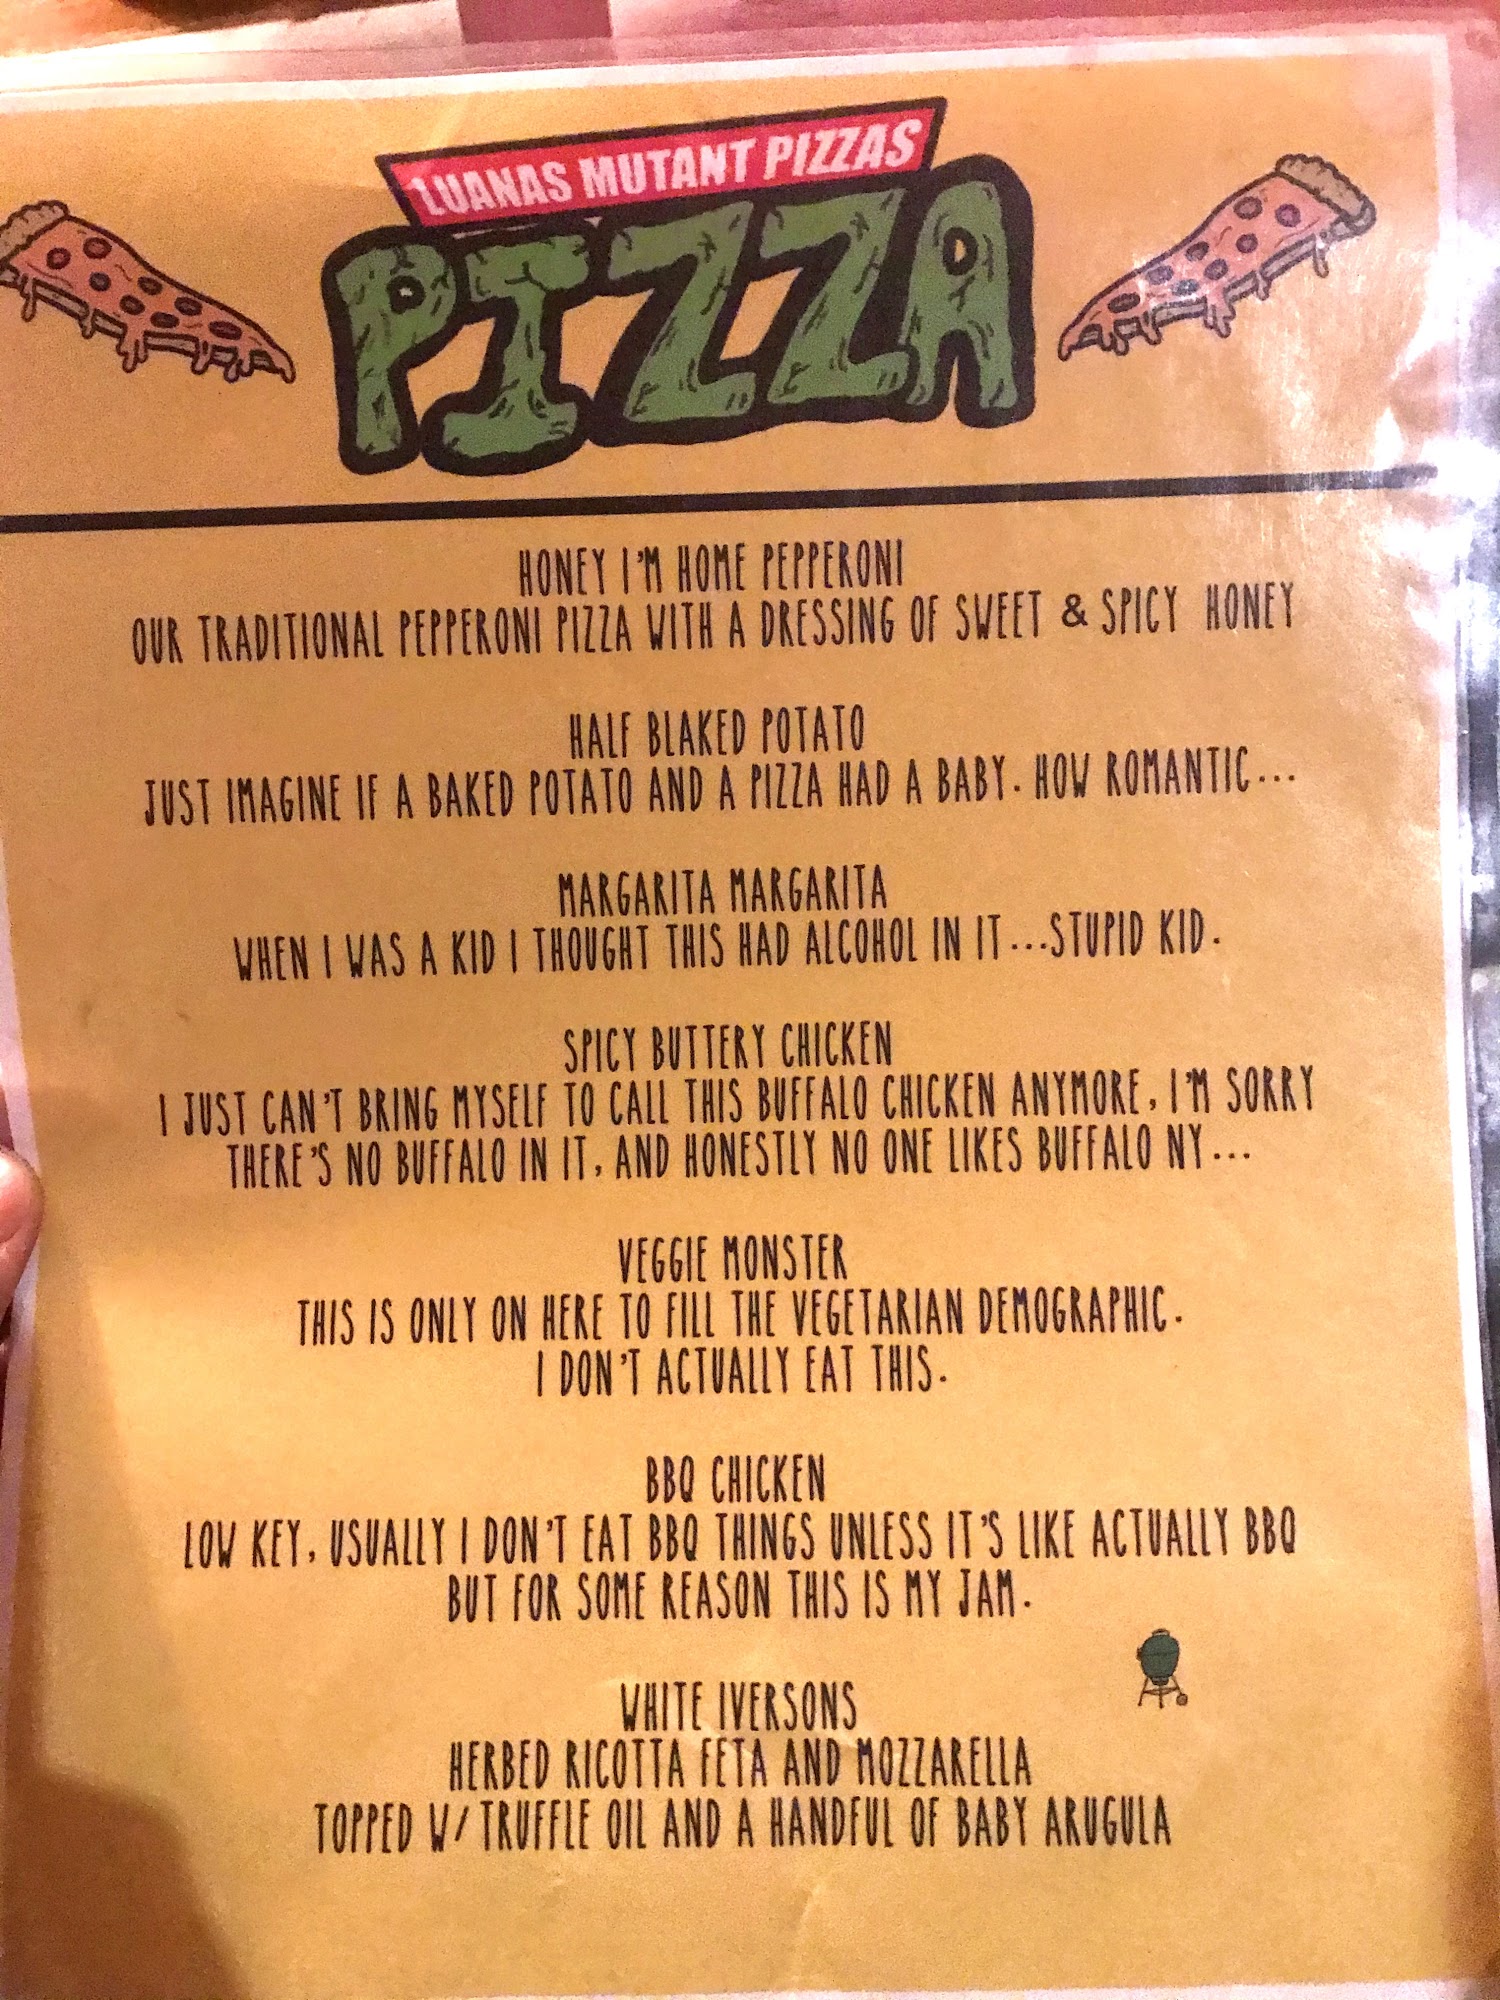 LUANAS MUTANT PIZZAS
PIZZA
HONEY I'M HOME PEPPERONI
OUR TRADITIONAL PEPPERONI PIZZA WITH A DRESSING OF SWEET & SPICY HONEY
HALF BLAKED POTATO
JUST IMAGINE IF A BAKED POTATO AND A PIZZA HAD A BABY. HOW ROMANTIC...
MARGARITA MARGARITA
WHEN I WAS A KID I THOUGHT THIS HAD ALCOHOL IN IT...STUPID KID.
SPICY BUTTERY CHICKEN
I JUST CAN'T BRING MYSELF TO CALL THIS BUFFALO CHICKEN ANYMORE, I'M SORRY
THERE'S NO BUFFALO IN IT, AND HONESTLY NO ONE LIKES BUFFALO NY...
VEGGIE MONSTER
THIS IS ONLY ON HERE TO FILL THE VEGETARIAN DEMOGRAPHIC.
I DON'T ACTUALLY EAT THIS.
BBQ CHICKEN
LOW KEY, USUALLY I DON'T EAT BBQ THINGS UNLESS IT'S LIKE ACTUALLY BBQ
BUT FOR SOME REASON THIS IS MY JAM.
WHITE IVERSONS
HERBED RICOTTA FETA AND MOZZARELLA
TOPPED W/ TRUFFLE OIL AND A HANDFUL OF BABY ARUGULA